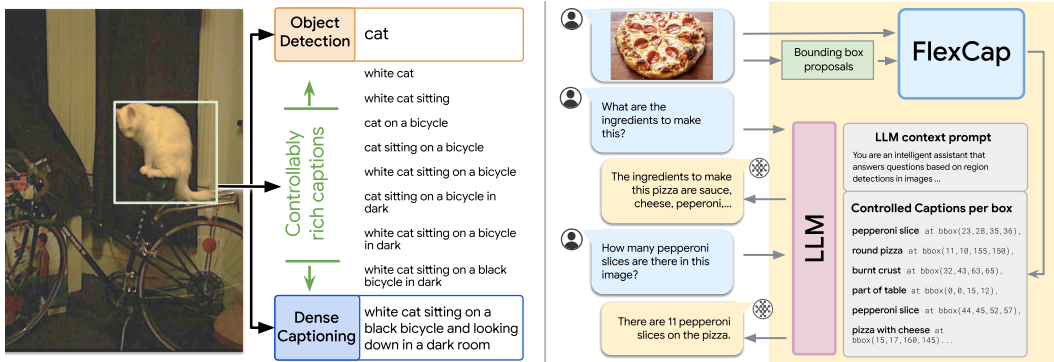 Object
Detection
cat
white cat
white cat sitting
cat on a bicycle
cat sitting on a bicycle
white cat sitting on a bicycle
cat sitting on a bicycle in
dark
white cat sitting on a bicycle
in dark
white cat sitting on a black
bicycle in dark
Controllably
rich captions
Dense
Captioning
white cat sitting on a
black bicycle and looking
down in a dark room
Bounding box
proposals
FlexCap
What are the
ingredients to make
this?
The ingredients to make
this pizza are sauce,
cheese, peperoni,...
How many pepperoni
slices are there in this
image?
There are 11 pepperoni
slices on the pizza.
LLM
LLM context prompt
You are an intelligent assistant that
answers questions based on region
detections in images ...
Controlled Captions per box
pepperoni slice at bbox(23,28,35,36),
round pizza at bbox(11,10,155,150),
burnt crust at bbox(32,43,63,65),
part of table at bbox(0,0,15,12),
pepperoni slice at bbox(44,45,52,57),
pizza with cheese at
bbox(15,17,160,145)...